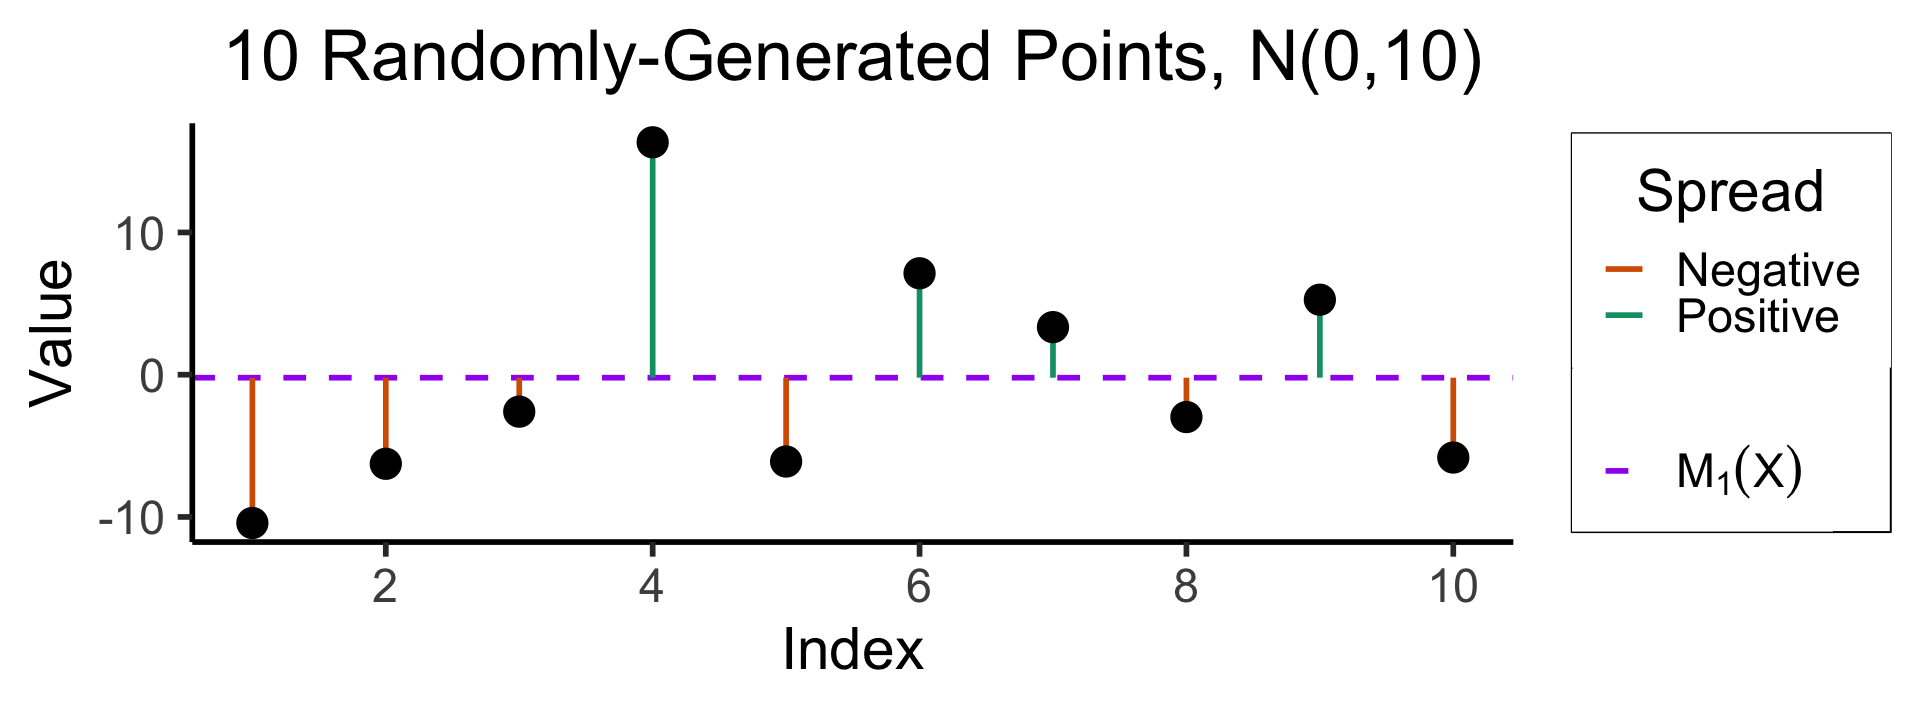 10 Randomly-Generated Points, N(0,10)
Value
10
0
-10
2 4 6 8 10
Index
Spread
Negative
Positive
M₁(X)